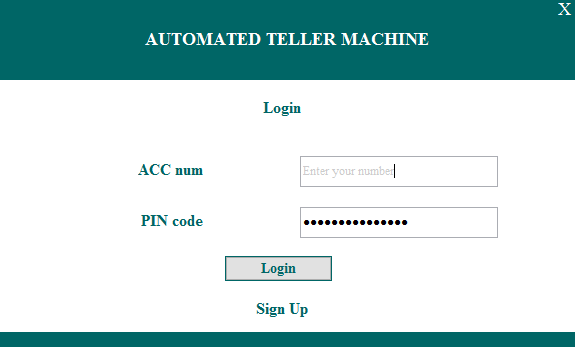 X
AUTOMATED TELLER MACHINE
Login
ACC num
Enter your number
PIN code
●●●●●●●●●●●●●●●
Login
Sign Up